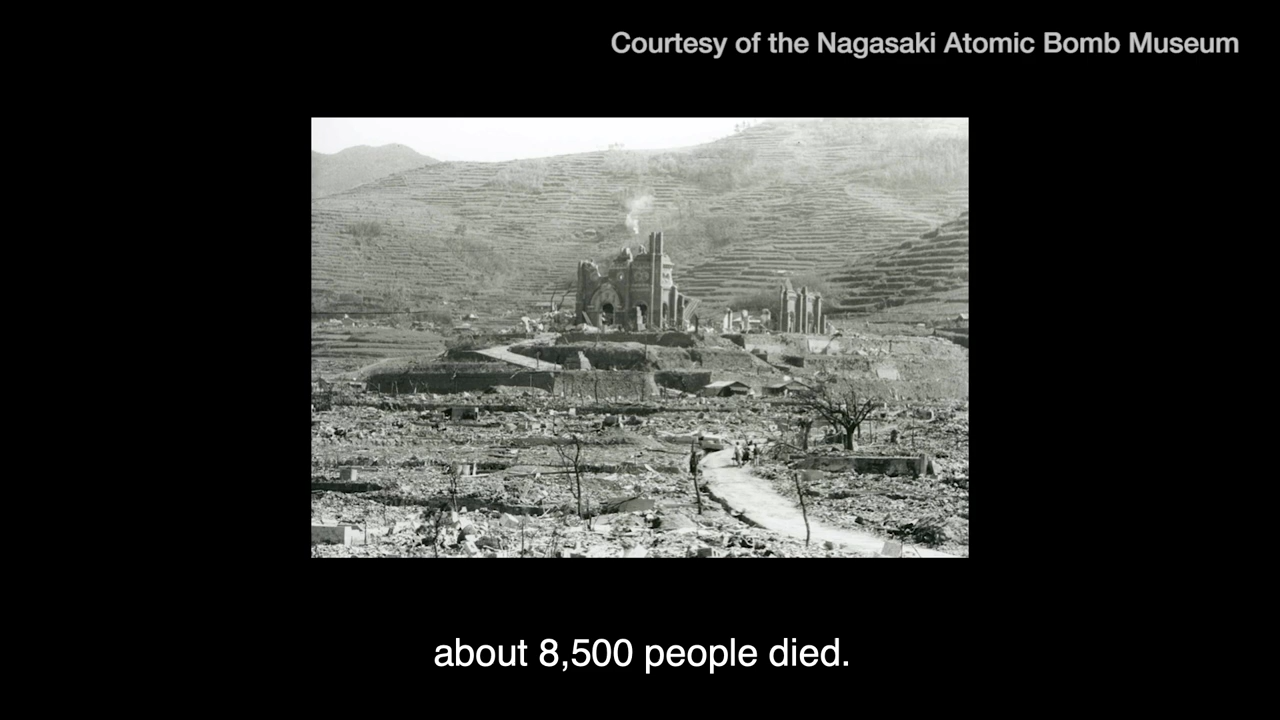 Courtesy of the Nagasaki Atomic Bomb Museum
about 8,500 people died.